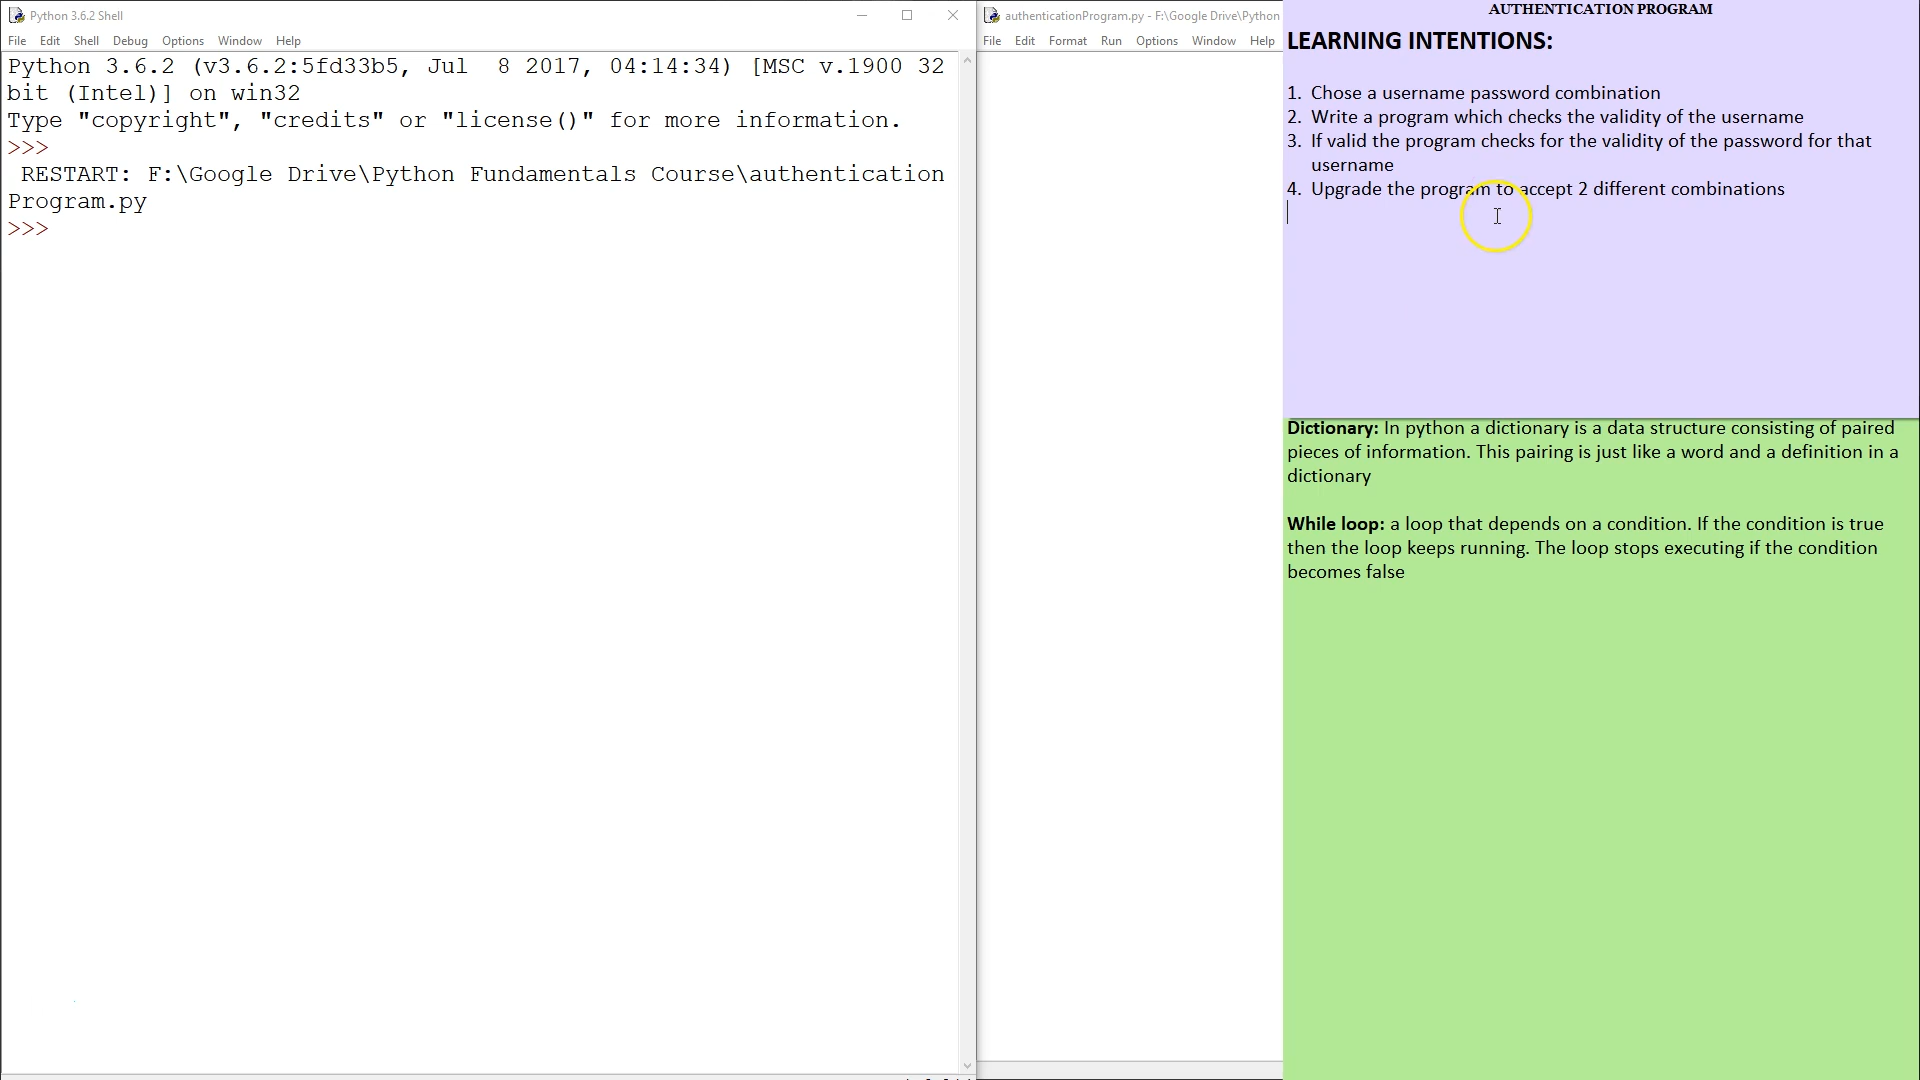 Python 3.6.2 Shell
File Edit Shell Debug Options Window Help
Python 3.6.2 (v3.6.2:5fd33b5, Jul  8 2017, 04:14:34) [MSC v.1900 32
bit (Intel)] on win32
Type "copyright", "credits" or "license()" for more information.
>>>
RESTART: F:\Google Drive\Python Fundamentals Course\authentication
Program.py
>>>
authenticationProgram.py - F:\Google Drive\Python
File Edit Format Run Options Window Help
AUTHENTICATION PROGRAM
LEARNING INTENTIONS:
1. Chose a username password combination
2. Write a program which checks the validity of the username
3. If valid the program checks for the validity of the password for that
username
4. Upgrade the program to accept 2 different combinations
Dictionary: In python a dictionary is a data structure consisting of paired
pieces of information. This pairing is just like a word and a definition in a
dictionary
While loop: a loop that depends on a condition. If the condition is true
then the loop keeps running. The loop stops executing if the condition
becomes false